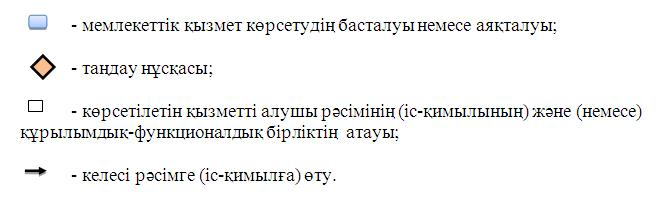 - мемлекеттік қызмет көрсетудің басталуы немесе аяқталуы;
- таңдау нұсқасы;
- көрсетілетін қызметті алушы рәсімінің (іс-қимылының) және (немесе)
құрылымдық-функционалдық бірліктің атауы;
- келесі рәсімге (іс-қимылға) өту.